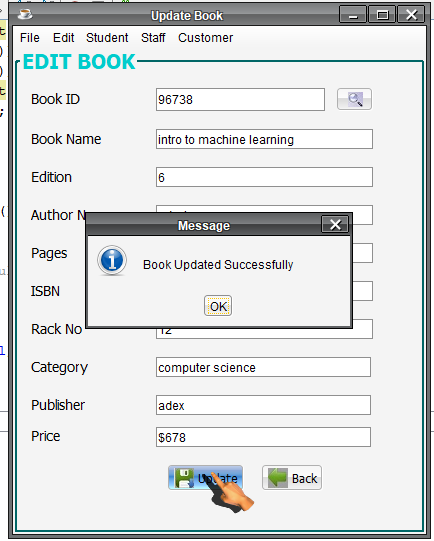 Update Book
File Edit Student Staff Customer
EDIT BOOK
Book ID 96738
Book Name intro to machine learning
Edition 6
Author N
Message
Pages
Book Updated Successfully
ISBN
OK
Rack No 12
Category computer science
Publisher adex
Price $678
Update Back